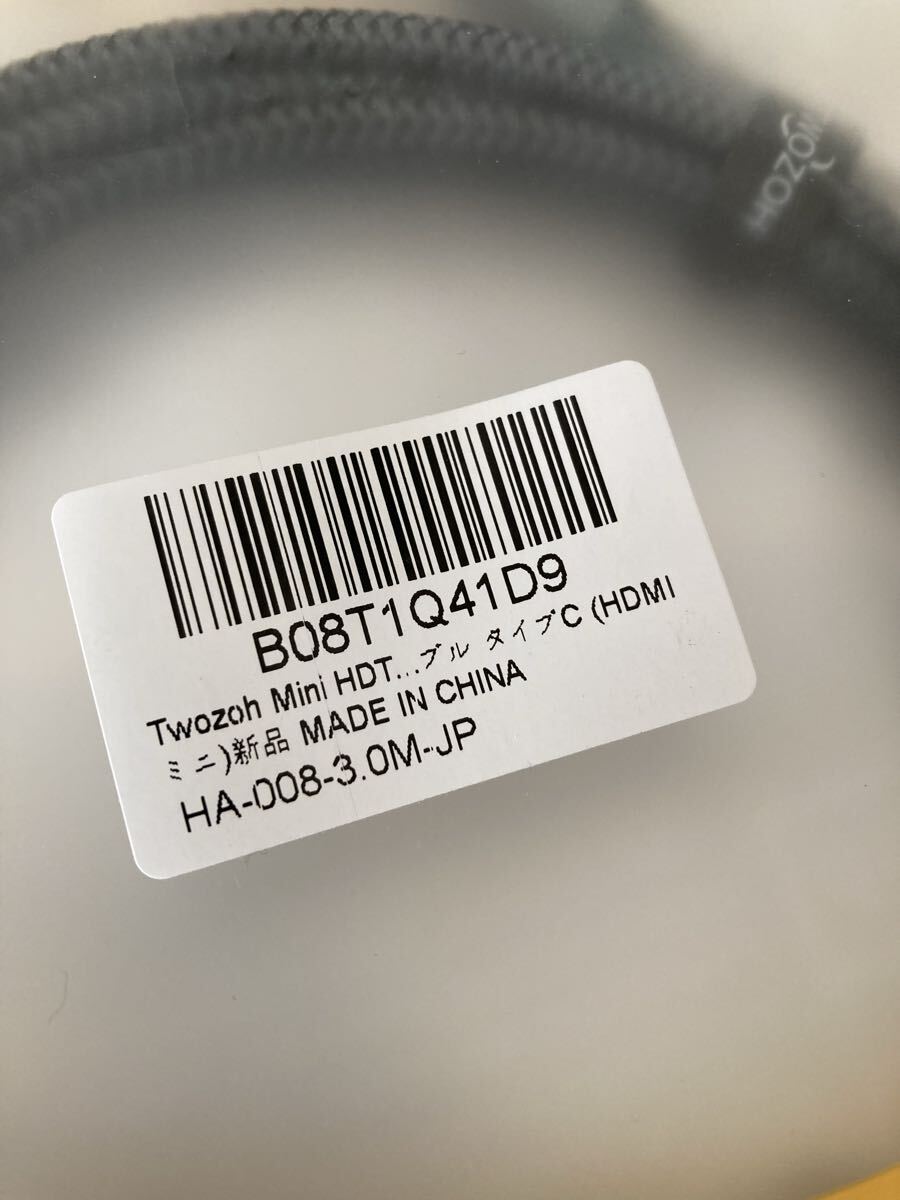 TWOZOH
B08T1Q41D9
Twozoh Mini HDT...ブル タイプC (HDMI
ミニ)新品 MADE IN CHINA
HA-008-3.0M-JP